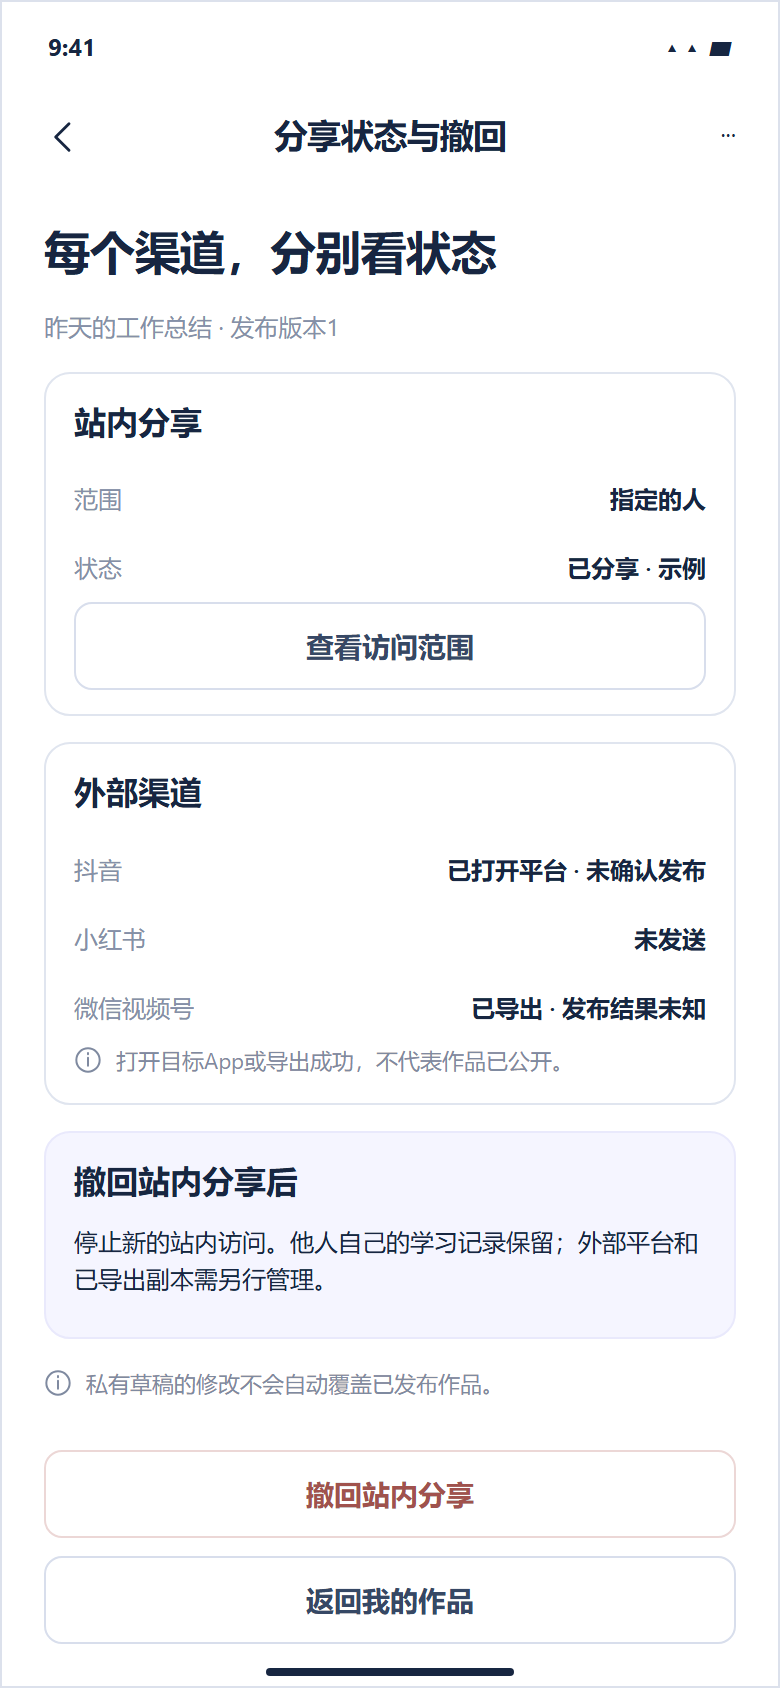 9:41
分享状态与撤回
...
每个渠道，分别看状态
昨天的工作总结 · 发布版本1
站内分享
范围 指定的人
状态 已分享 · 示例
查看访问范围
外部渠道
抖音 已打开平台 · 未确认发布
小红书 未发送
微信视频号 已导出 · 发布结果未知
打开目标App或导出成功，不代表作品已公开。
撤回站内分享后
停止新的站内访问。他人自己的学习记录保留；外部平台和
已导出副本需另行管理。
私有草稿的修改不会自动覆盖已发布作品。
撤回站内分享
返回我的作品